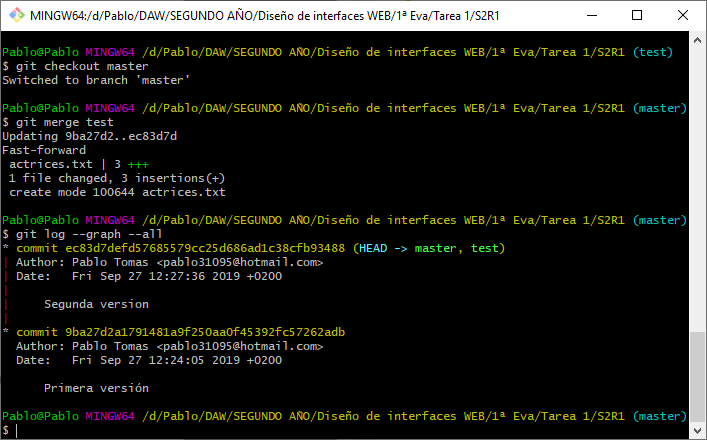 MINGW64:/d/Pablo/DAW/SEGUNDO AÑO/Diseño de interfaces WEB/1ª Eva/Tarea 1/S2R1
Pablo@Pablo MINGW64 /d/Pablo/DAW/SEGUNDO AÑO/Diseño de interfaces WEB/1ª Eva/Tarea 1/S2R1 (test)
$ git checkout master
Switched to branch 'master'
Pablo@Pablo MINGW64 /d/Pablo/DAW/SEGUNDO AÑO/Diseño de interfaces WEB/1ª Eva/Tarea 1/S2R1 (master)
$ git merge test
Updating 9ba27d2..ec83d7d
Fast-forward
 actrices.txt | 3 +++
 1 file changed, 3 insertions(+)
 create mode 100644 actrices.txt
Pablo@Pablo MINGW64 /d/Pablo/DAW/SEGUNDO AÑO/Diseño de interfaces WEB/1ª Eva/Tarea 1/S2R1 (master)
$ git log --graph --all
* commit ec83d7defd57685579cc25d686ad1c38cfb93488 (HEAD -> master, test)
| Author: Pablo Tomas <pablo31095@hotmail.com>
| Date:   Fri Sep 27 12:27:36 2019 +0200
|
|     Segunda version
|
* commit 9ba27d2a1791481a9f250aa0f45392fc57262adb
  Author: Pablo Tomas <pablo31095@hotmail.com>
  Date:   Fri Sep 27 12:24:05 2019 +0200
      Primera versión
Pablo@Pablo MINGW64 /d/Pablo/DAW/SEGUNDO AÑO/Diseño de interfaces WEB/1ª Eva/Tarea 1/S2R1 (master)
$